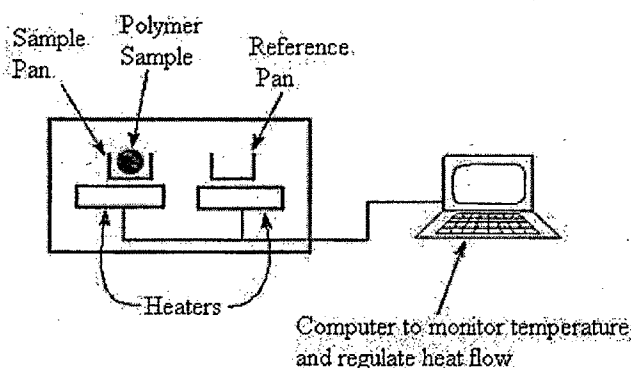 Sample
Pan
Polymer
Sample
Reference
Pan
Heaters
Computer to monitor temperature
and regulate heat flow